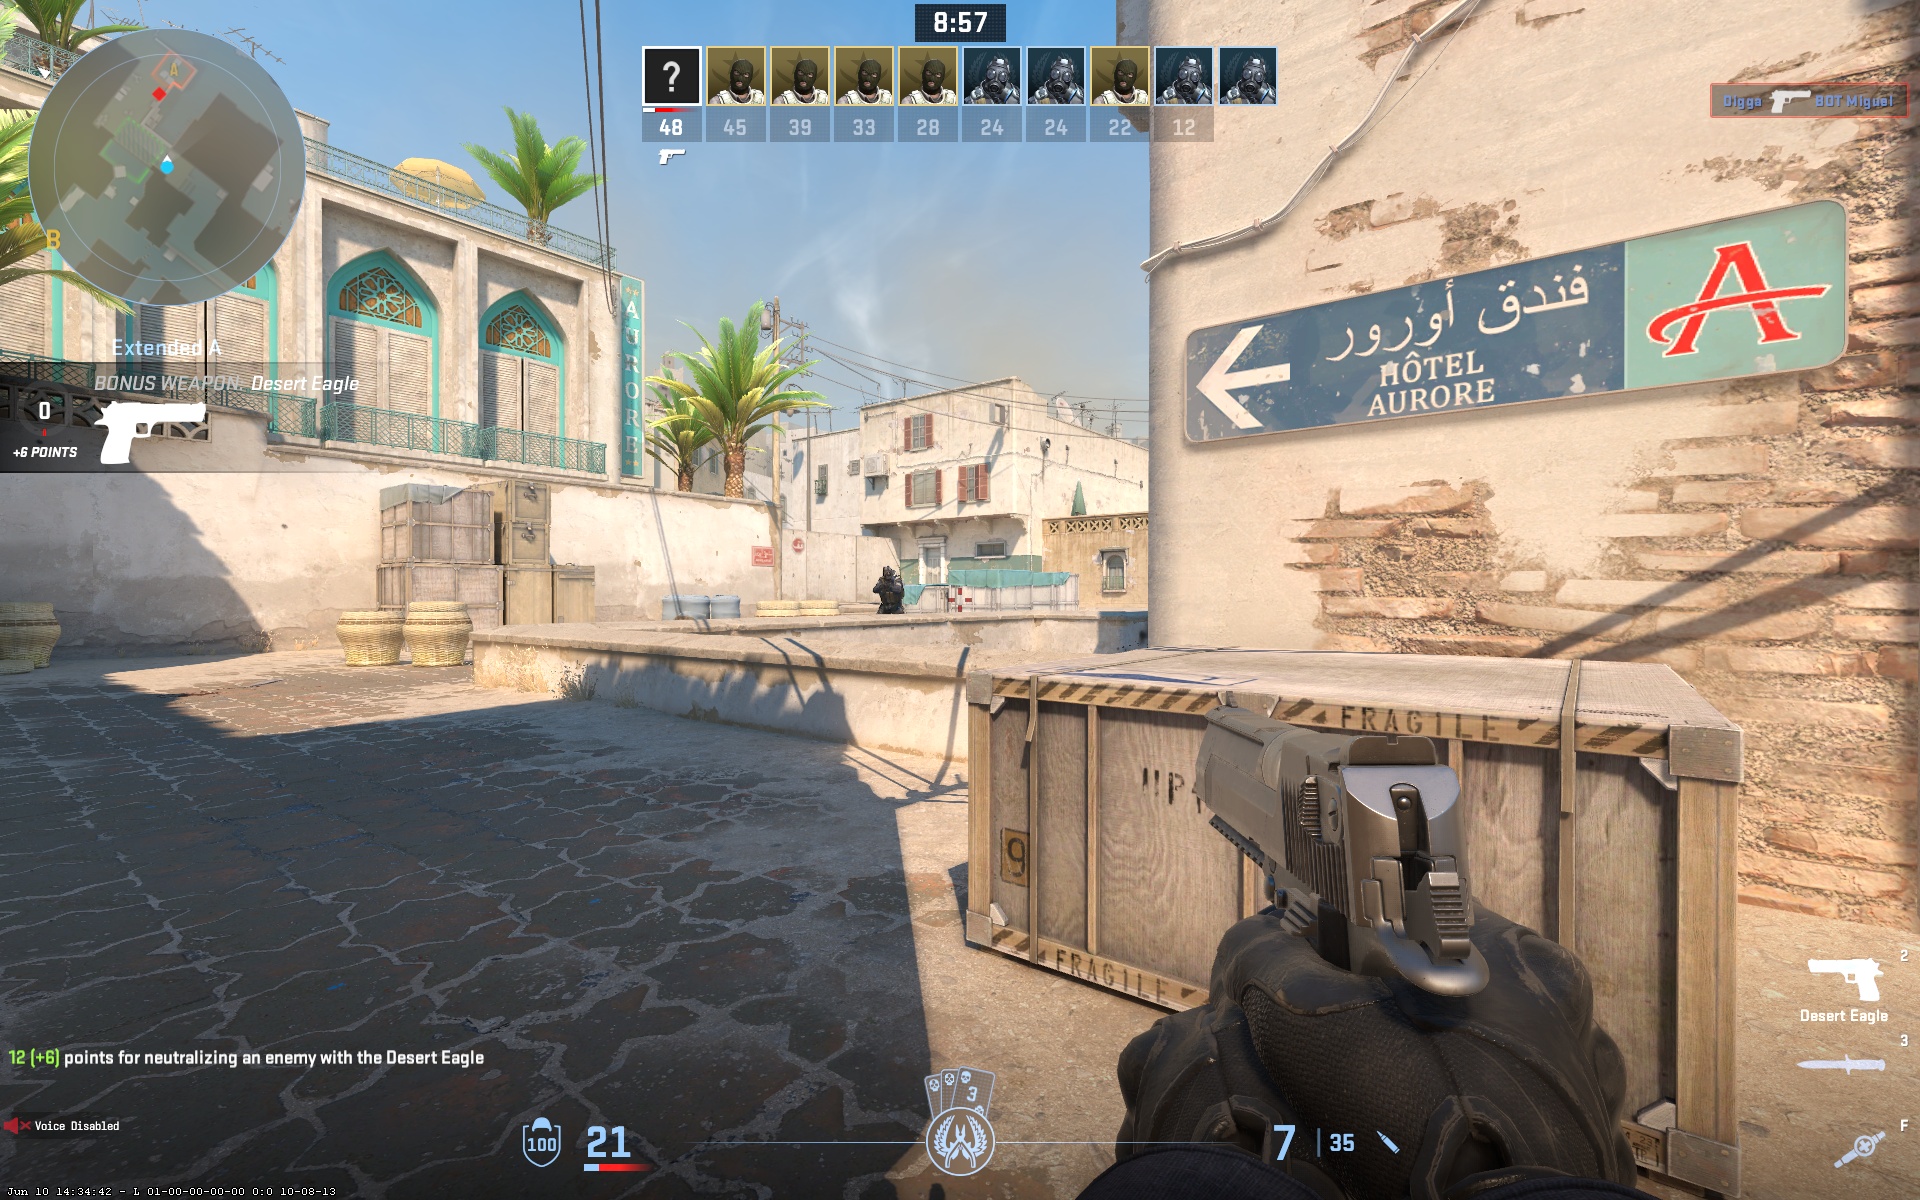 8:57
?
48 45 39 33 28 24 24 22 12
Digga BOT Miguel
A
B
Extended A
BONUS WEAPON: Desert Eagle
0
+6 POINTS
AURORE
فندق أورور
HÔTEL
AURORE
A
FRAGILE
UP
9
FRAGILE
2
Desert Eagle
3
F
12 (+6) points for neutralizing an enemy with the Desert Eagle
Voice Disabled
100 21
3
7 | 35
Jun 10 14:34:42 - L 01-00-00-00-00 0:0 10-08-13